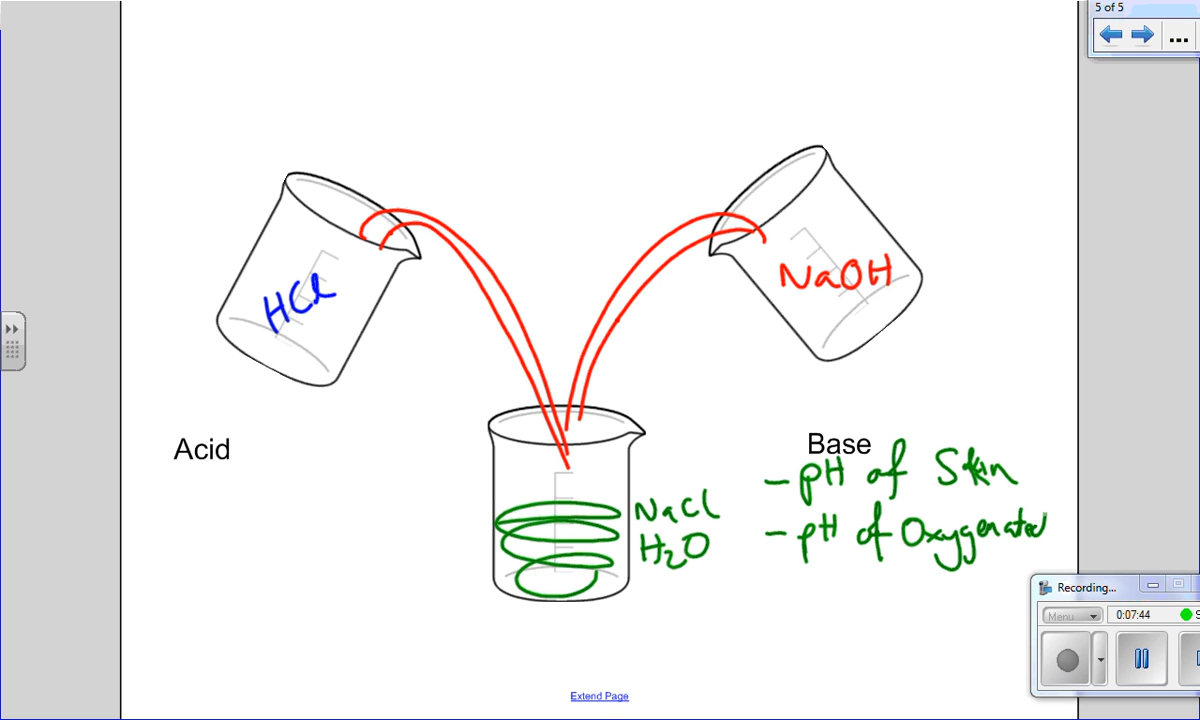 5 of 5
...
HCl
NaOH
Acid
Base
- pH of Skin
- pH of Oxygenated
NaCl
H₂O
Recording...
Menu
0:07:44
S
Extend Page